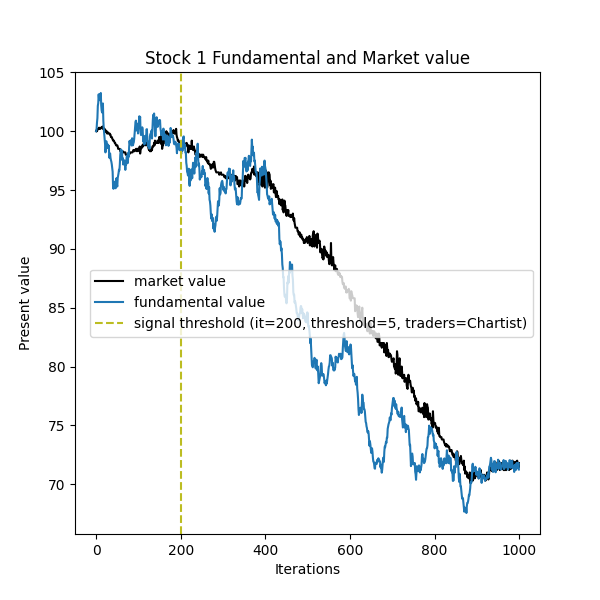 Stock 1 Fundamental and Market value
105
100
95
90
85
80
75
70
Present value
market value
fundamental value
signal threshold (it=200, threshold=5, traders=Chartist)
0 200 400 600 800 1000
Iterations